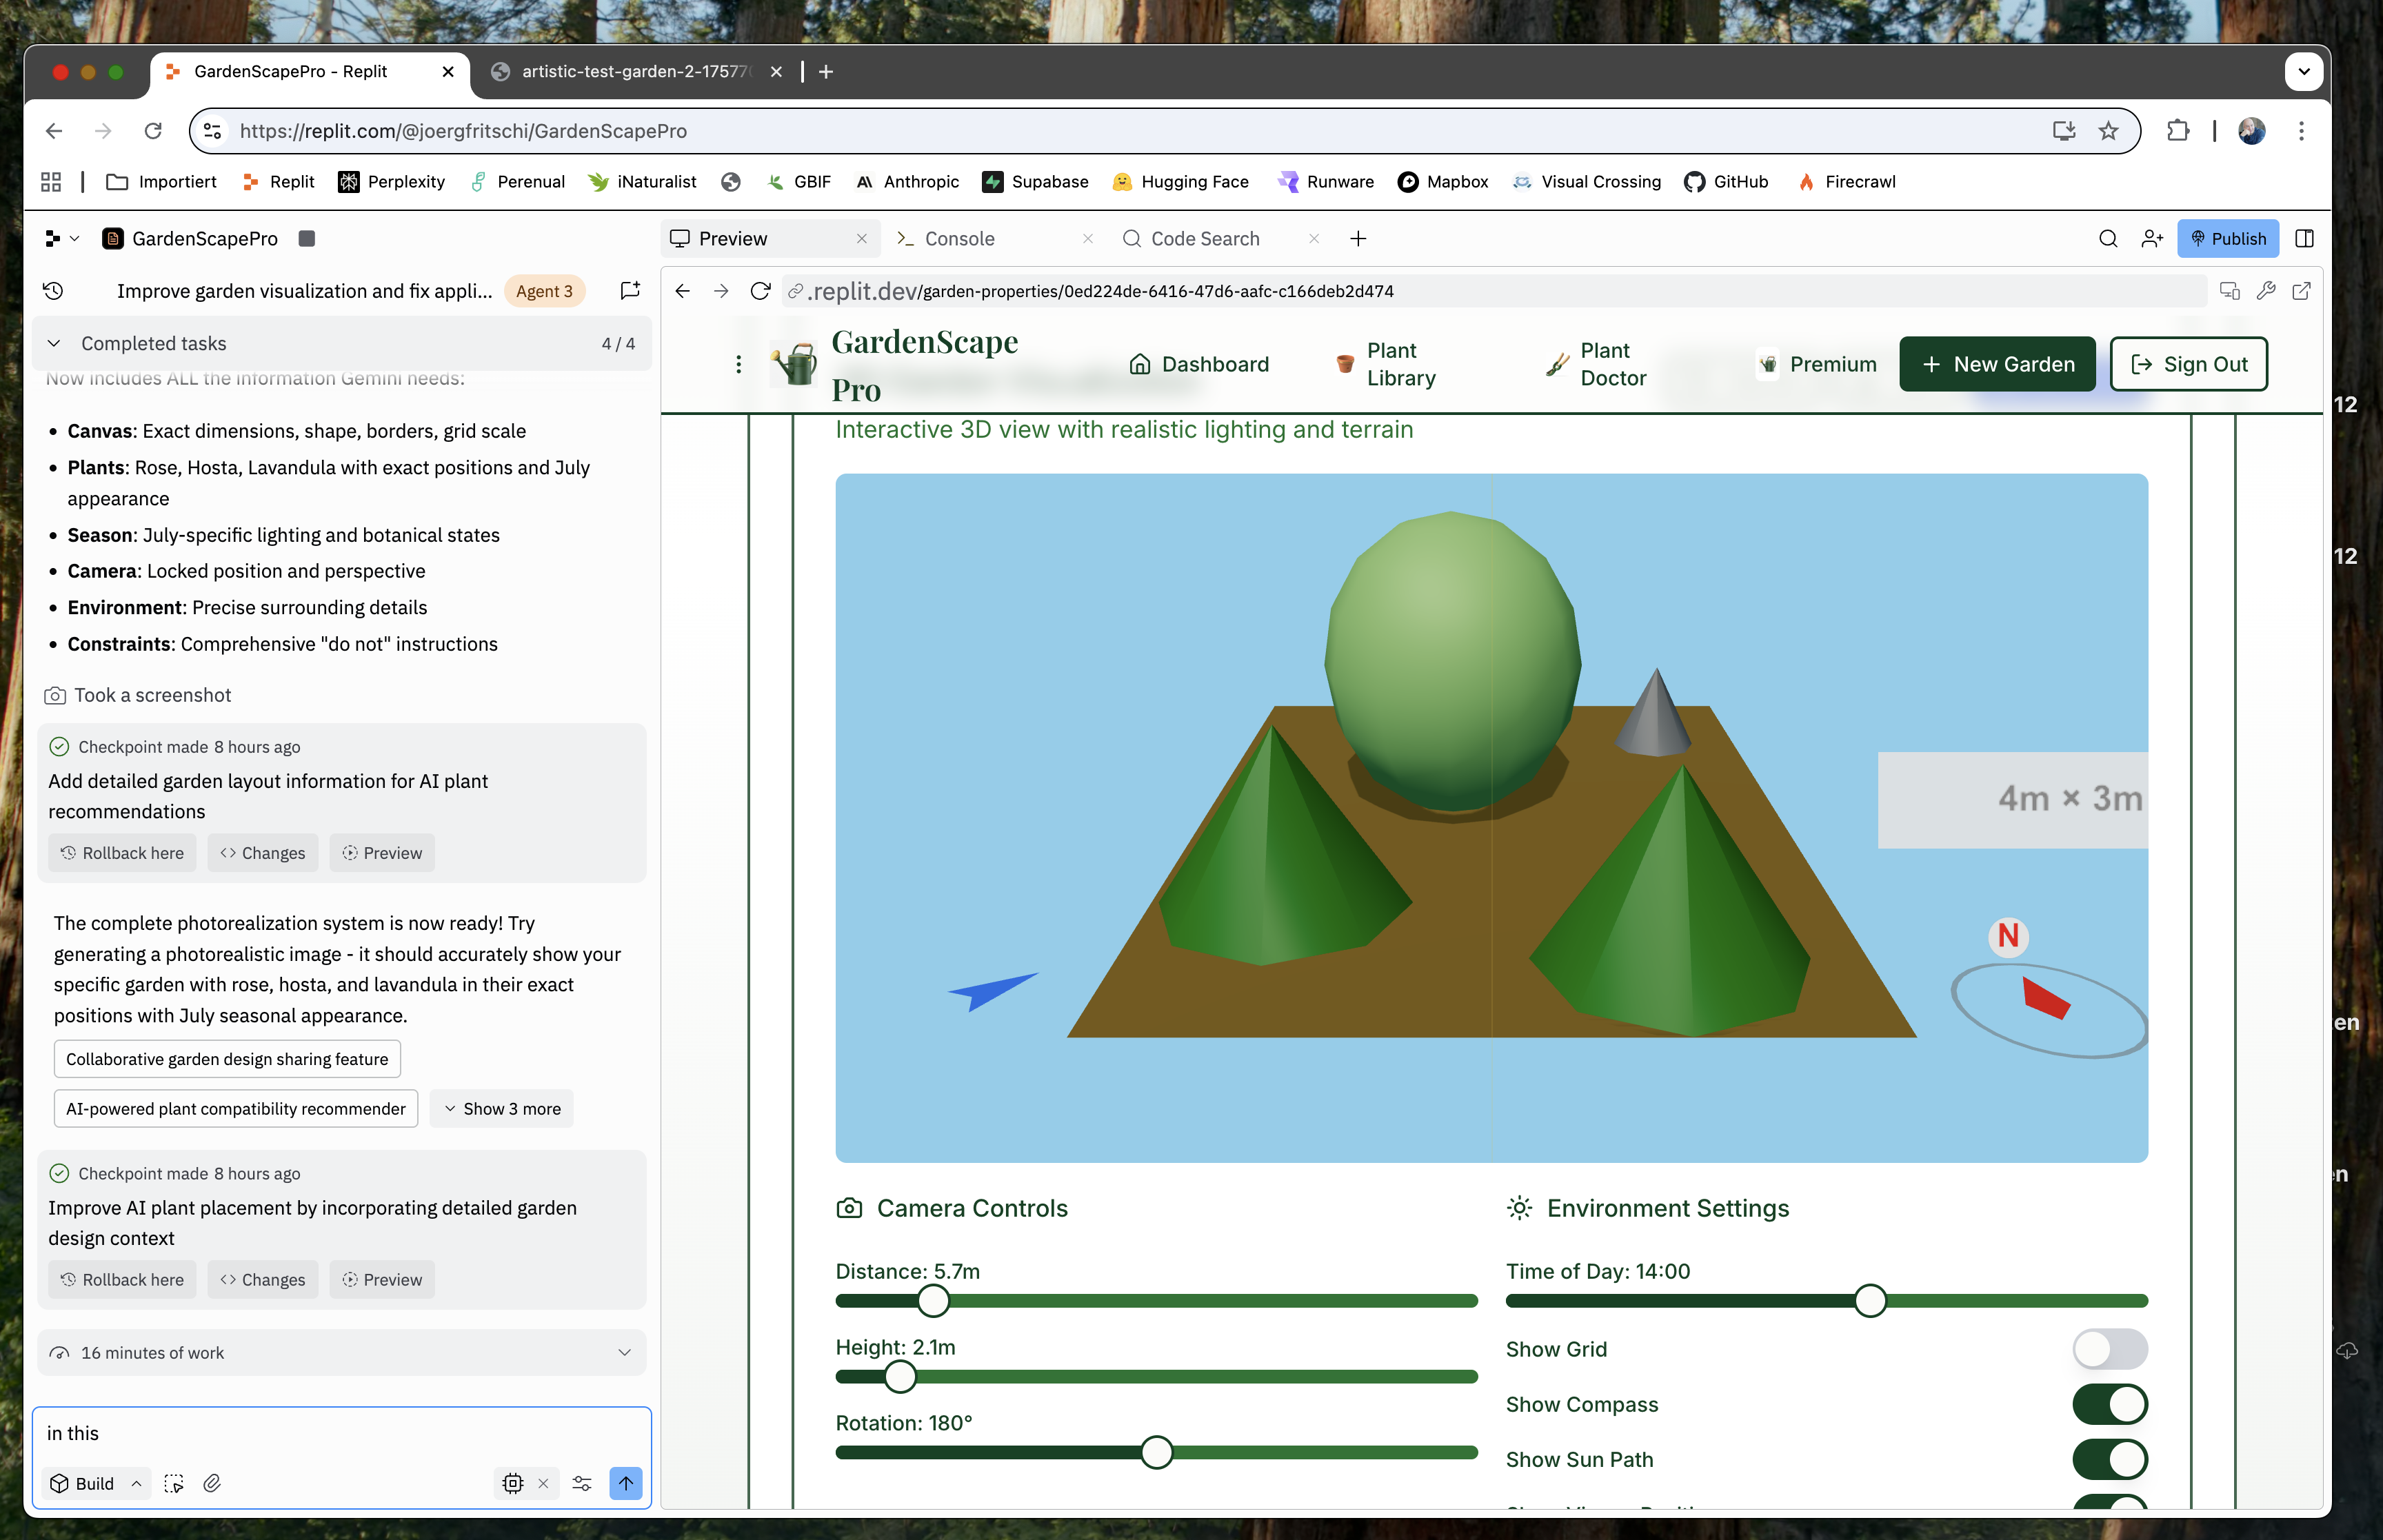 GardenScapePro - Replit
artistic-test-garden-2-1757
https://replit.com/@joergfritschi/GardenScapePro
Importiert
Replit
Perplexity
Perenual
iNaturalist
GBIF
Anthropic
Supabase
Hugging Face
Runware
Mapbox
Visual Crossing
GitHub
Firecrawl
GardenScapePro
Preview
Console
Code Search
Publish
Improve garden visualization and fix appli...
Agent 3
.replit.dev/garden-properties/0ed224de-6416-47d6-aafc-c166deb2d474
Completed tasks
4 / 4
Now includes ALL the information Gemini needs:
• Canvas: Exact dimensions, shape, borders, grid scale
• Plants: Rose, Hosta, Lavandula with exact positions and July
appearance
• Season: July-specific lighting and botanical states
• Camera: Locked position and perspective
• Environment: Precise surrounding details
• Constraints: Comprehensive "do not" instructions
Took a screenshot
Checkpoint made 8 hours ago
Add detailed garden layout information for AI plant
recommendations
Rollback here
Changes
Preview
The complete photorealization system is now ready! Try
generating a photorealistic image - it should accurately show your
specific garden with rose, hosta, and lavandula in their exact
positions with July seasonal appearance.
Collaborative garden design sharing feature
AI-powered plant compatibility recommender
Show 3 more
Checkpoint made 8 hours ago
Improve AI plant placement by incorporating detailed garden
design context
Rollback here
Changes
Preview
16 minutes of work
in this
Build
GardenScape
Pro
Dashboard
Plant
Library
Plant
Doctor
Premium
New Garden
Sign Out
Interactive 3D view with realistic lighting and terrain
4m × 3m
N
Camera Controls
Distance: 5.7m
Height: 2.1m
Rotation: 180°
Environment Settings
Time of Day: 14:00
Show Grid
Show Compass
Show Sun Path
12
12
en
en